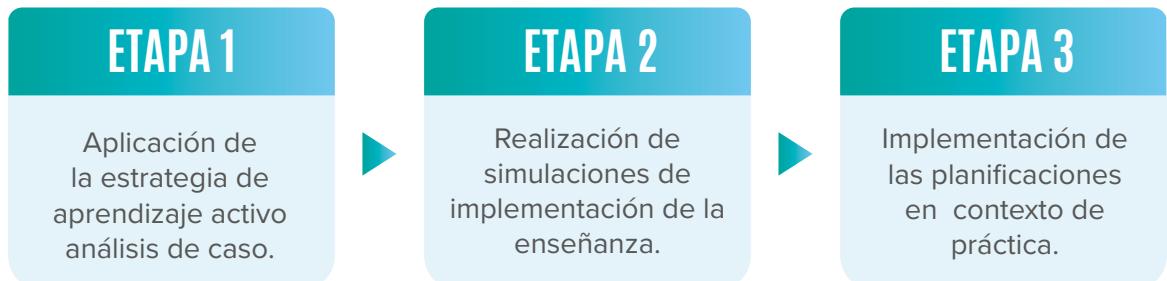 ETAPA 1
Aplicación de
la estrategia de
aprendizaje activo
análisis de caso.
ETAPA 2
Realización de
simulaciones de
implementación de la
enseñanza.
ETAPA 3
Implementación de
las planificaciones
en contexto de
práctica.